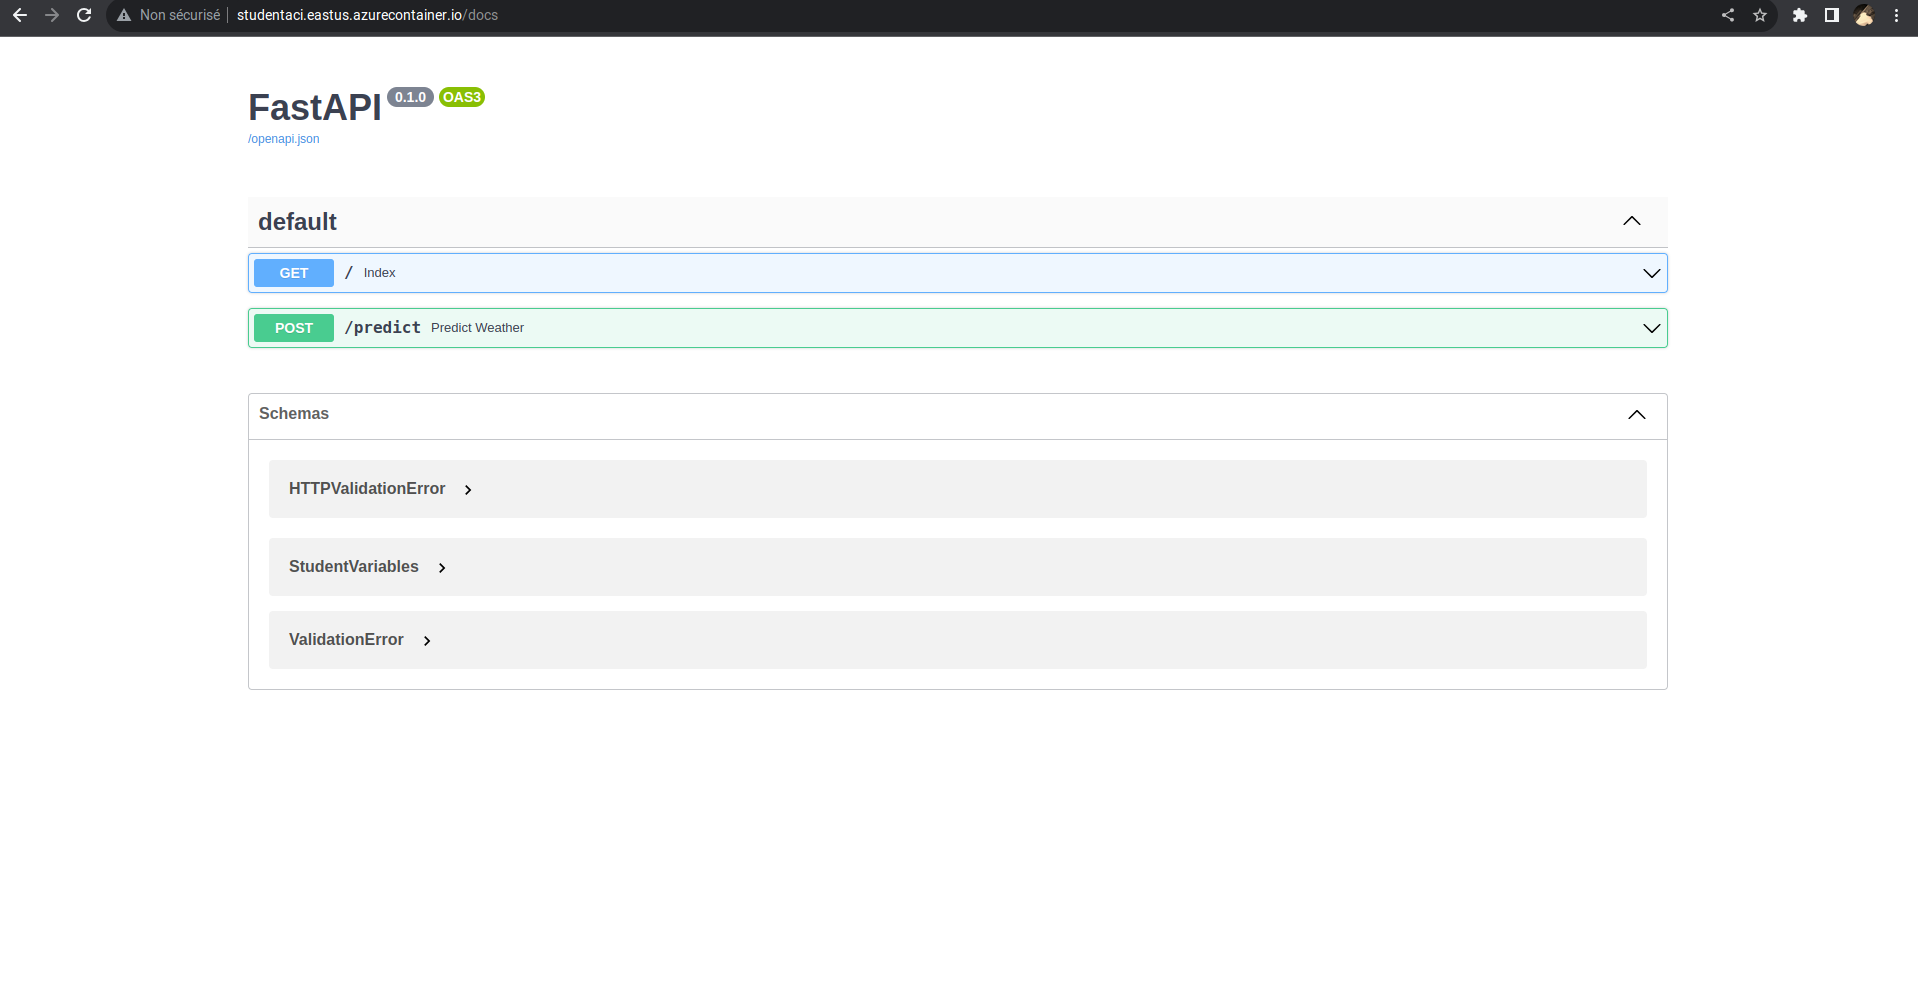 Non sécurisé studentaci.eastus.azurecontainer.io/docs
FastAPI 0.1.0 OAS3
/openapi.json
default
GET / Index
POST /predict Predict Weather
Schemas
HTTPValidationError
StudentVariables
ValidationError